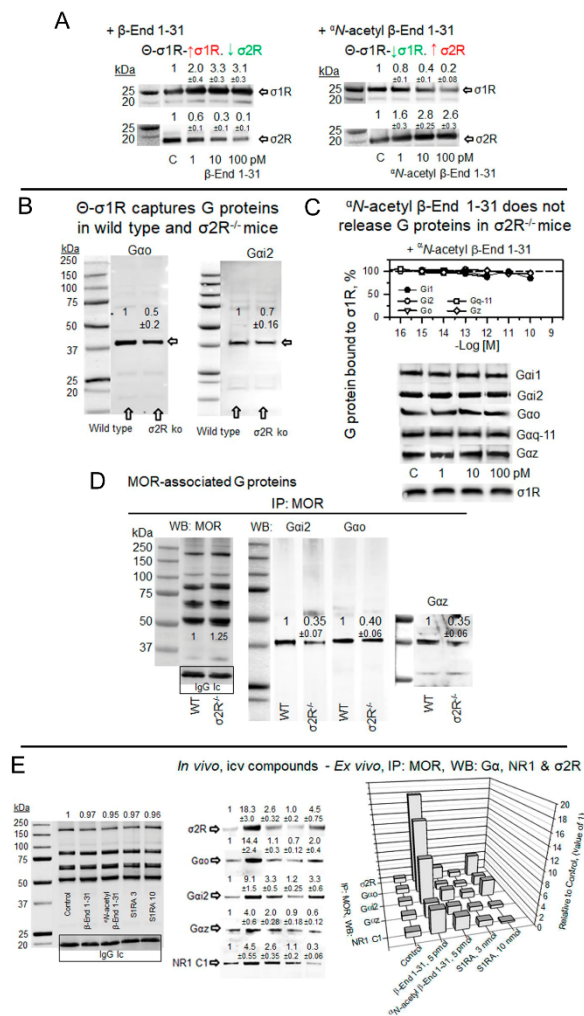 A
+ β-End 1-31
Θ-σ1R-↑σ1R. ↓ σ2R
kDa
1 2.0 3.3 3.1
±0.4 ±0.3 ±0.3
25
20
⇦σ1R
1 0.6 0.3 0.1
±0.1 ±0.1 ±0.1
25
20
⇦σ2R
C 1 10 100 pM
β-End 1-31
+ αN-acetyl β-End 1-31
Θ-σ1R-↓σ1R. ↑ σ2R
kDa
1 0.8 0.4 0.2
±0.1 ±0.1 ±0.08
25
20
⇦σ1R
1 1.6 2.8 2.6
±0.3 ±0.25 ±0.3
25
20
⇦σ2R
C 1 10 100 pM
αN-acetyl β-End 1-31
B
Θ-σ1R captures G proteins
in wild type and σ2R-/- mice
kDa
Gαo
Gαi2
250
150
100
75
50
37
25
20
1 0.5
±0.2
1 0.7
±0.16
Wild type σ2R ko
Wild type σ2R ko
C
αN-acetyl β-End 1-31 does not
release G proteins in σ2R-/- mice
+ αN-acetyl β-End 1-31
G protein bound to σ1R, %
100
50
0
Gi1
Gi2
Go
Gq-11
Gz
16 15 14 13 12 11 10 9
-Log [M]
Gαi1
Gαi2
Gαo
Gαq-11
Gαz
C 1 10 100 pM
σ1R
D
MOR-associated G proteins
IP: MOR
kDa
WB: MOR
WB: Gαi2 Gαo
250
150
100
75
50
37
1 1.25
IgG lc
WT
σ2R-/-
1 0.35
±0.07
1 0.40
±0.06
WT
σ2R-/-
WT
σ2R-/-
Gαz
1 0.35
±0.06
WT
σ2R-/-
E
In vivo, icv compounds - Ex vivo, IP: MOR, WB: Gα, NR1 & σ2R
kDa
1 0.97 0.95 0.97 0.96
250
150
100
75
50
37
25
20
Control
β-End 1-31
αN-acetyl
β-End 1-31
S1RA 3
S1RA 10
IgG lc
1 18.3 2.6 1.0 4.5
±3.0 ±0.32 ±0.2 ±0.75
σ2R⇨
1 14.4 1.1 0.7 2.0
±2.4 ±0.3 ±0.12 ±0.4
Gαo⇨
1 9.1 3.3 1.2 3.3
±1.5 ±0.5 ±0.25 ±0.6
Gαi2⇨
1 4.0 2.0 0.9 0.6
±0.6 ±0.28 ±0.18 ±0.12
Gαz⇨
1 4.5 2.6 1.1 0.3
±0.55 ±0.35 ±0.2 ±0.06
NR1 C1⇨
IP: MOR, WB:
σ2R
Gαo
Gαi2
Gαz
NR1 C1
Control
β-End 1-31, 5 pmol
αN-acetyl β-End 1-31, 5 pmol
S1RA, 3 nmol
S1RA, 10 nmol
20
18
16
14
12
10
8
6
4
2
0
Relative to Control, (Value of 1)